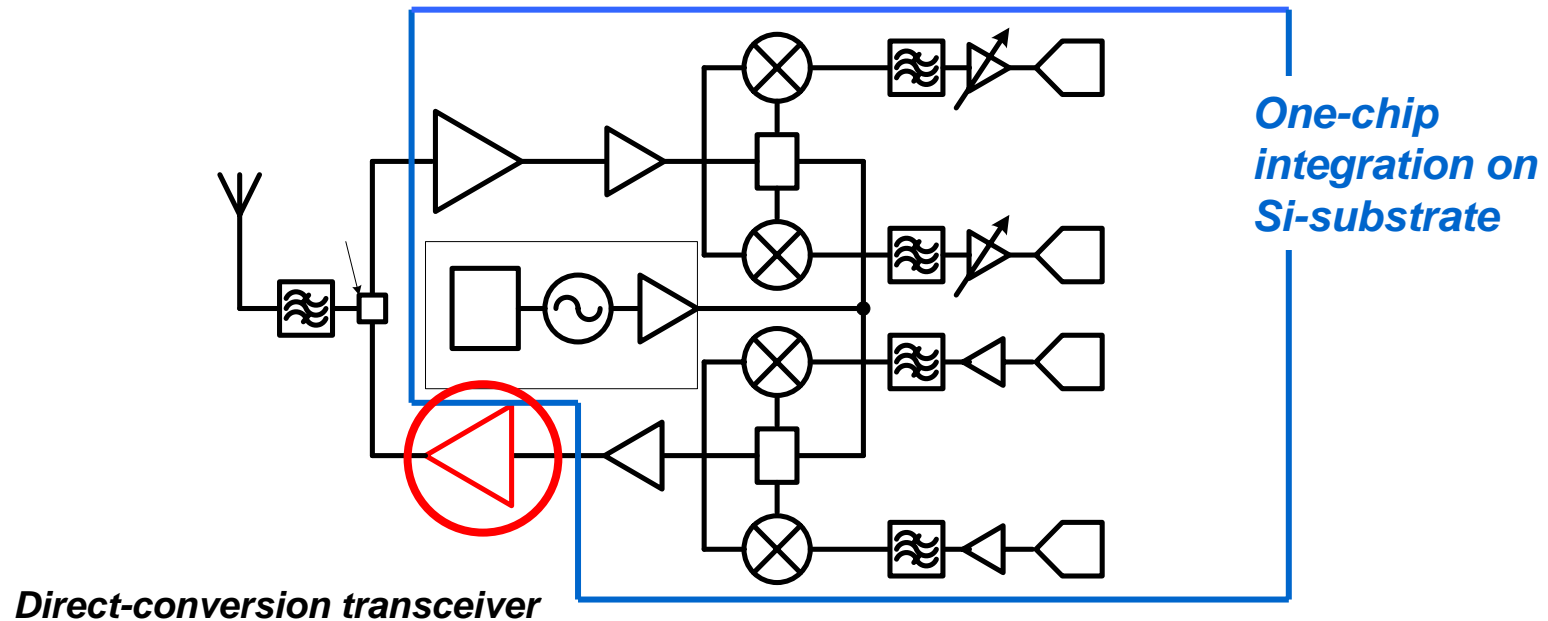 One-chip
integration on
Si-substrate
Direct-conversion transceiver